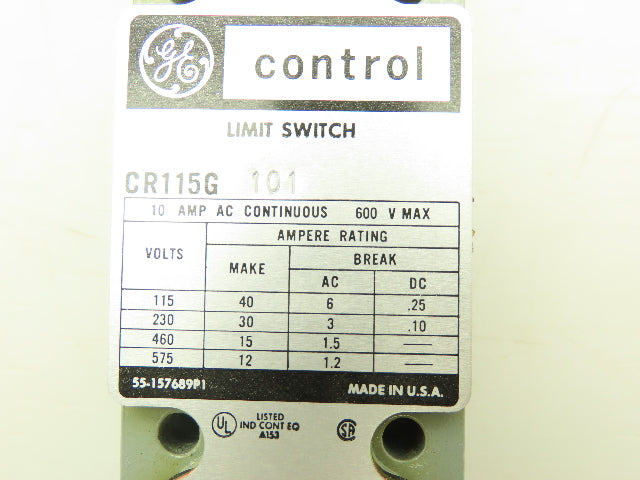 GE control
LIMIT SWITCH
CR115G 101
10 AMP AC CONTINUOUS 600 V MAX
VOLTS AMPERE RATING
MAKE BREAK
AC DC
115 40 6 .25
230 30 3 .10
460 15 1.5 —
575 12 1.2 —
55-157689P1 MADE IN U.S.A.
UL LISTED
IND CONT EQ
A153
SA